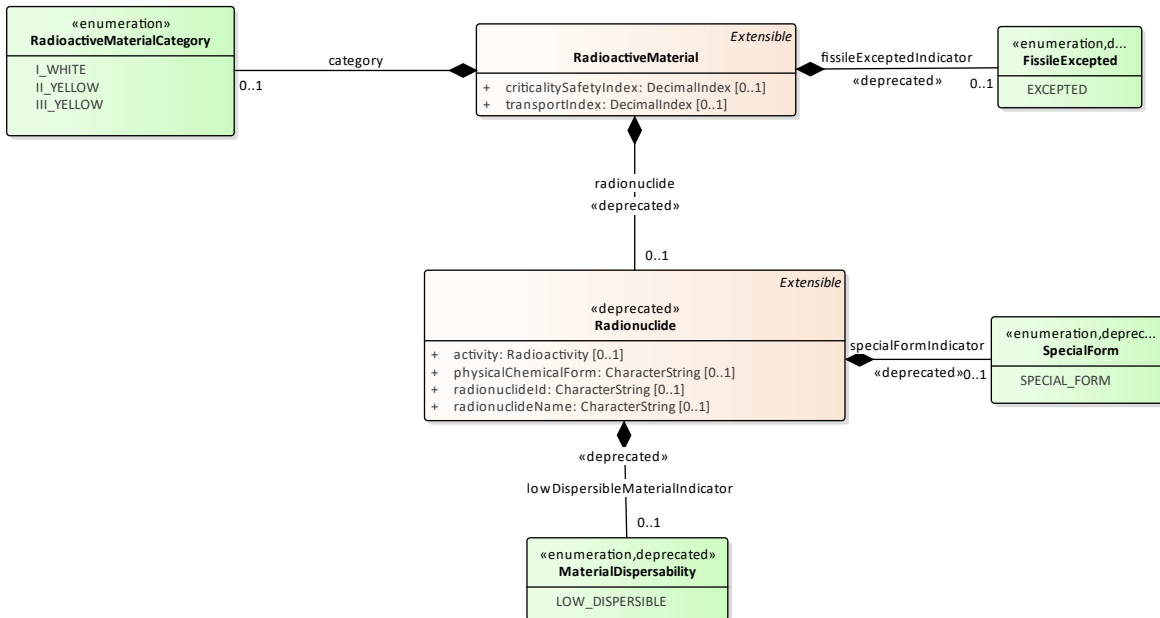 «enumeration»
RadioactiveMaterialCategory
I_WHITE
II_YELLOW
III_YELLOW
category
0..1
Extensible
RadioactiveMaterial
+ criticalitySafetyIndex: DecimalIndex [0..1]
+ transportIndex: DecimalIndex [0..1]
fissileExceptedIndicator
«deprecated»
0..1
«enumeration,d...
FissileExcepted
EXCEPTED
radionuclide
«deprecated»
0..1
Extensible
«deprecated»
Radionuclide
+ activity: Radioactivity [0..1]
+ physicalChemicalForm: CharacterString [0..1]
+ radionuclideId: CharacterString [0..1]
+ radionuclideName: CharacterString [0..1]
specialFormIndicator
«deprecated»
0..1
«enumeration,deprec...
SpecialForm
SPECIAL_FORM
«deprecated»
lowDispersibleMaterialIndicator
0..1
«enumeration,deprecated»
MaterialDispersability
LOW_DISPERSIBLE